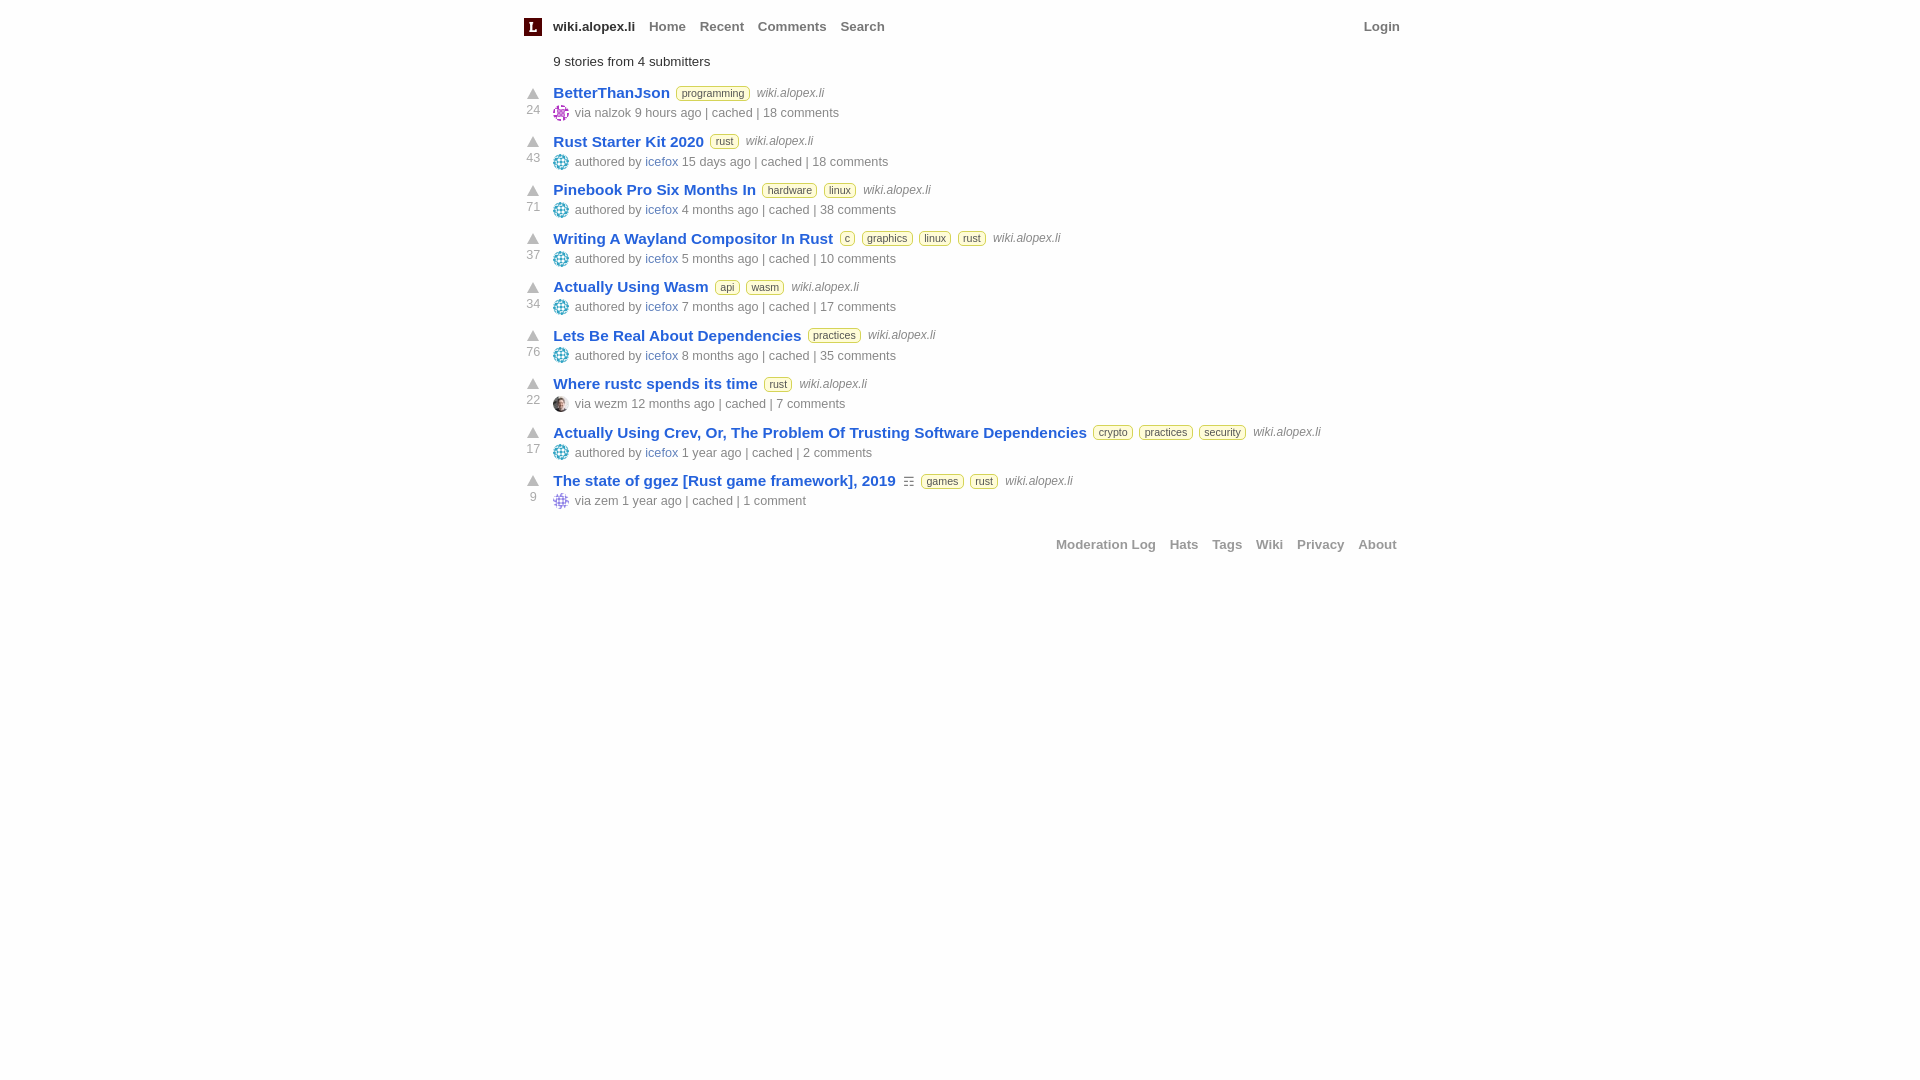 L wiki.alopex.li Home Recent Comments Search Login
9 stories from 4 submitters
BetterThanJson programming wiki.alopex.li
24
via nalzok 9 hours ago | cached | 18 comments
Rust Starter Kit 2020 rust wiki.alopex.li
43
authored by icefox 15 days ago | cached | 18 comments
Pinebook Pro Six Months In hardware linux wiki.alopex.li
71
authored by icefox 4 months ago | cached | 38 comments
Writing A Wayland Compositor In Rust c graphics linux rust wiki.alopex.li
37
authored by icefox 5 months ago | cached | 10 comments
Actually Using Wasm api wasm wiki.alopex.li
34
authored by icefox 7 months ago | cached | 17 comments
Lets Be Real About Dependencies practices wiki.alopex.li
76
authored by icefox 8 months ago | cached | 35 comments
Where rustc spends its time rust wiki.alopex.li
22
via wezm 12 months ago | cached | 7 comments
Actually Using Crev, Or, The Problem Of Trusting Software Dependencies crypto practices security wiki.alopex.li
17
authored by icefox 1 year ago | cached | 2 comments
The state of ggez [Rust game framework], 2019 ☶ games rust wiki.alopex.li
9
via zem 1 year ago | cached | 1 comment
Moderation Log Hats Tags Wiki Privacy About